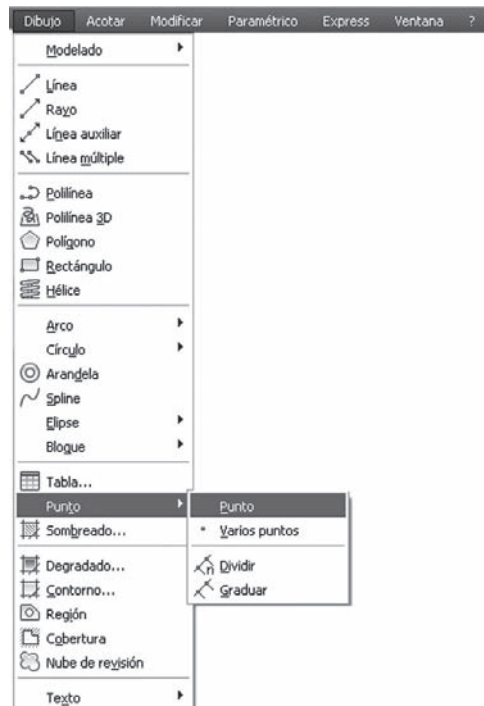 Dibujo Acotar Modificar Paramétrico Express Ventana ?
Modelado
Línea
Rayo
Línea auxiliar
Línea múltiple
Polilínea
Polilínea 3D
Polígono
Rectángulo
Hélice
Arco
Círculo
Arandela
Spline
Elipse
Bloque
Tabla...
Punto
Punto
Sombreado...
Varios puntos
Degradado...
Dividir
Contorno...
Graduar
Región
Cobertura
Nube de revisión
Texto